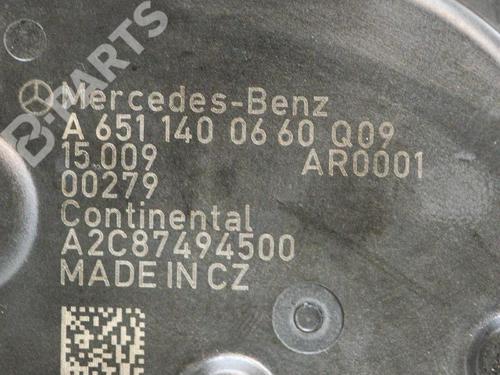 B-PARTS
Mercedes-Benz
A 651 140 06 60 Q09
15.009 AR0001
00279
Continental
A2C87494500
MADE IN CZ